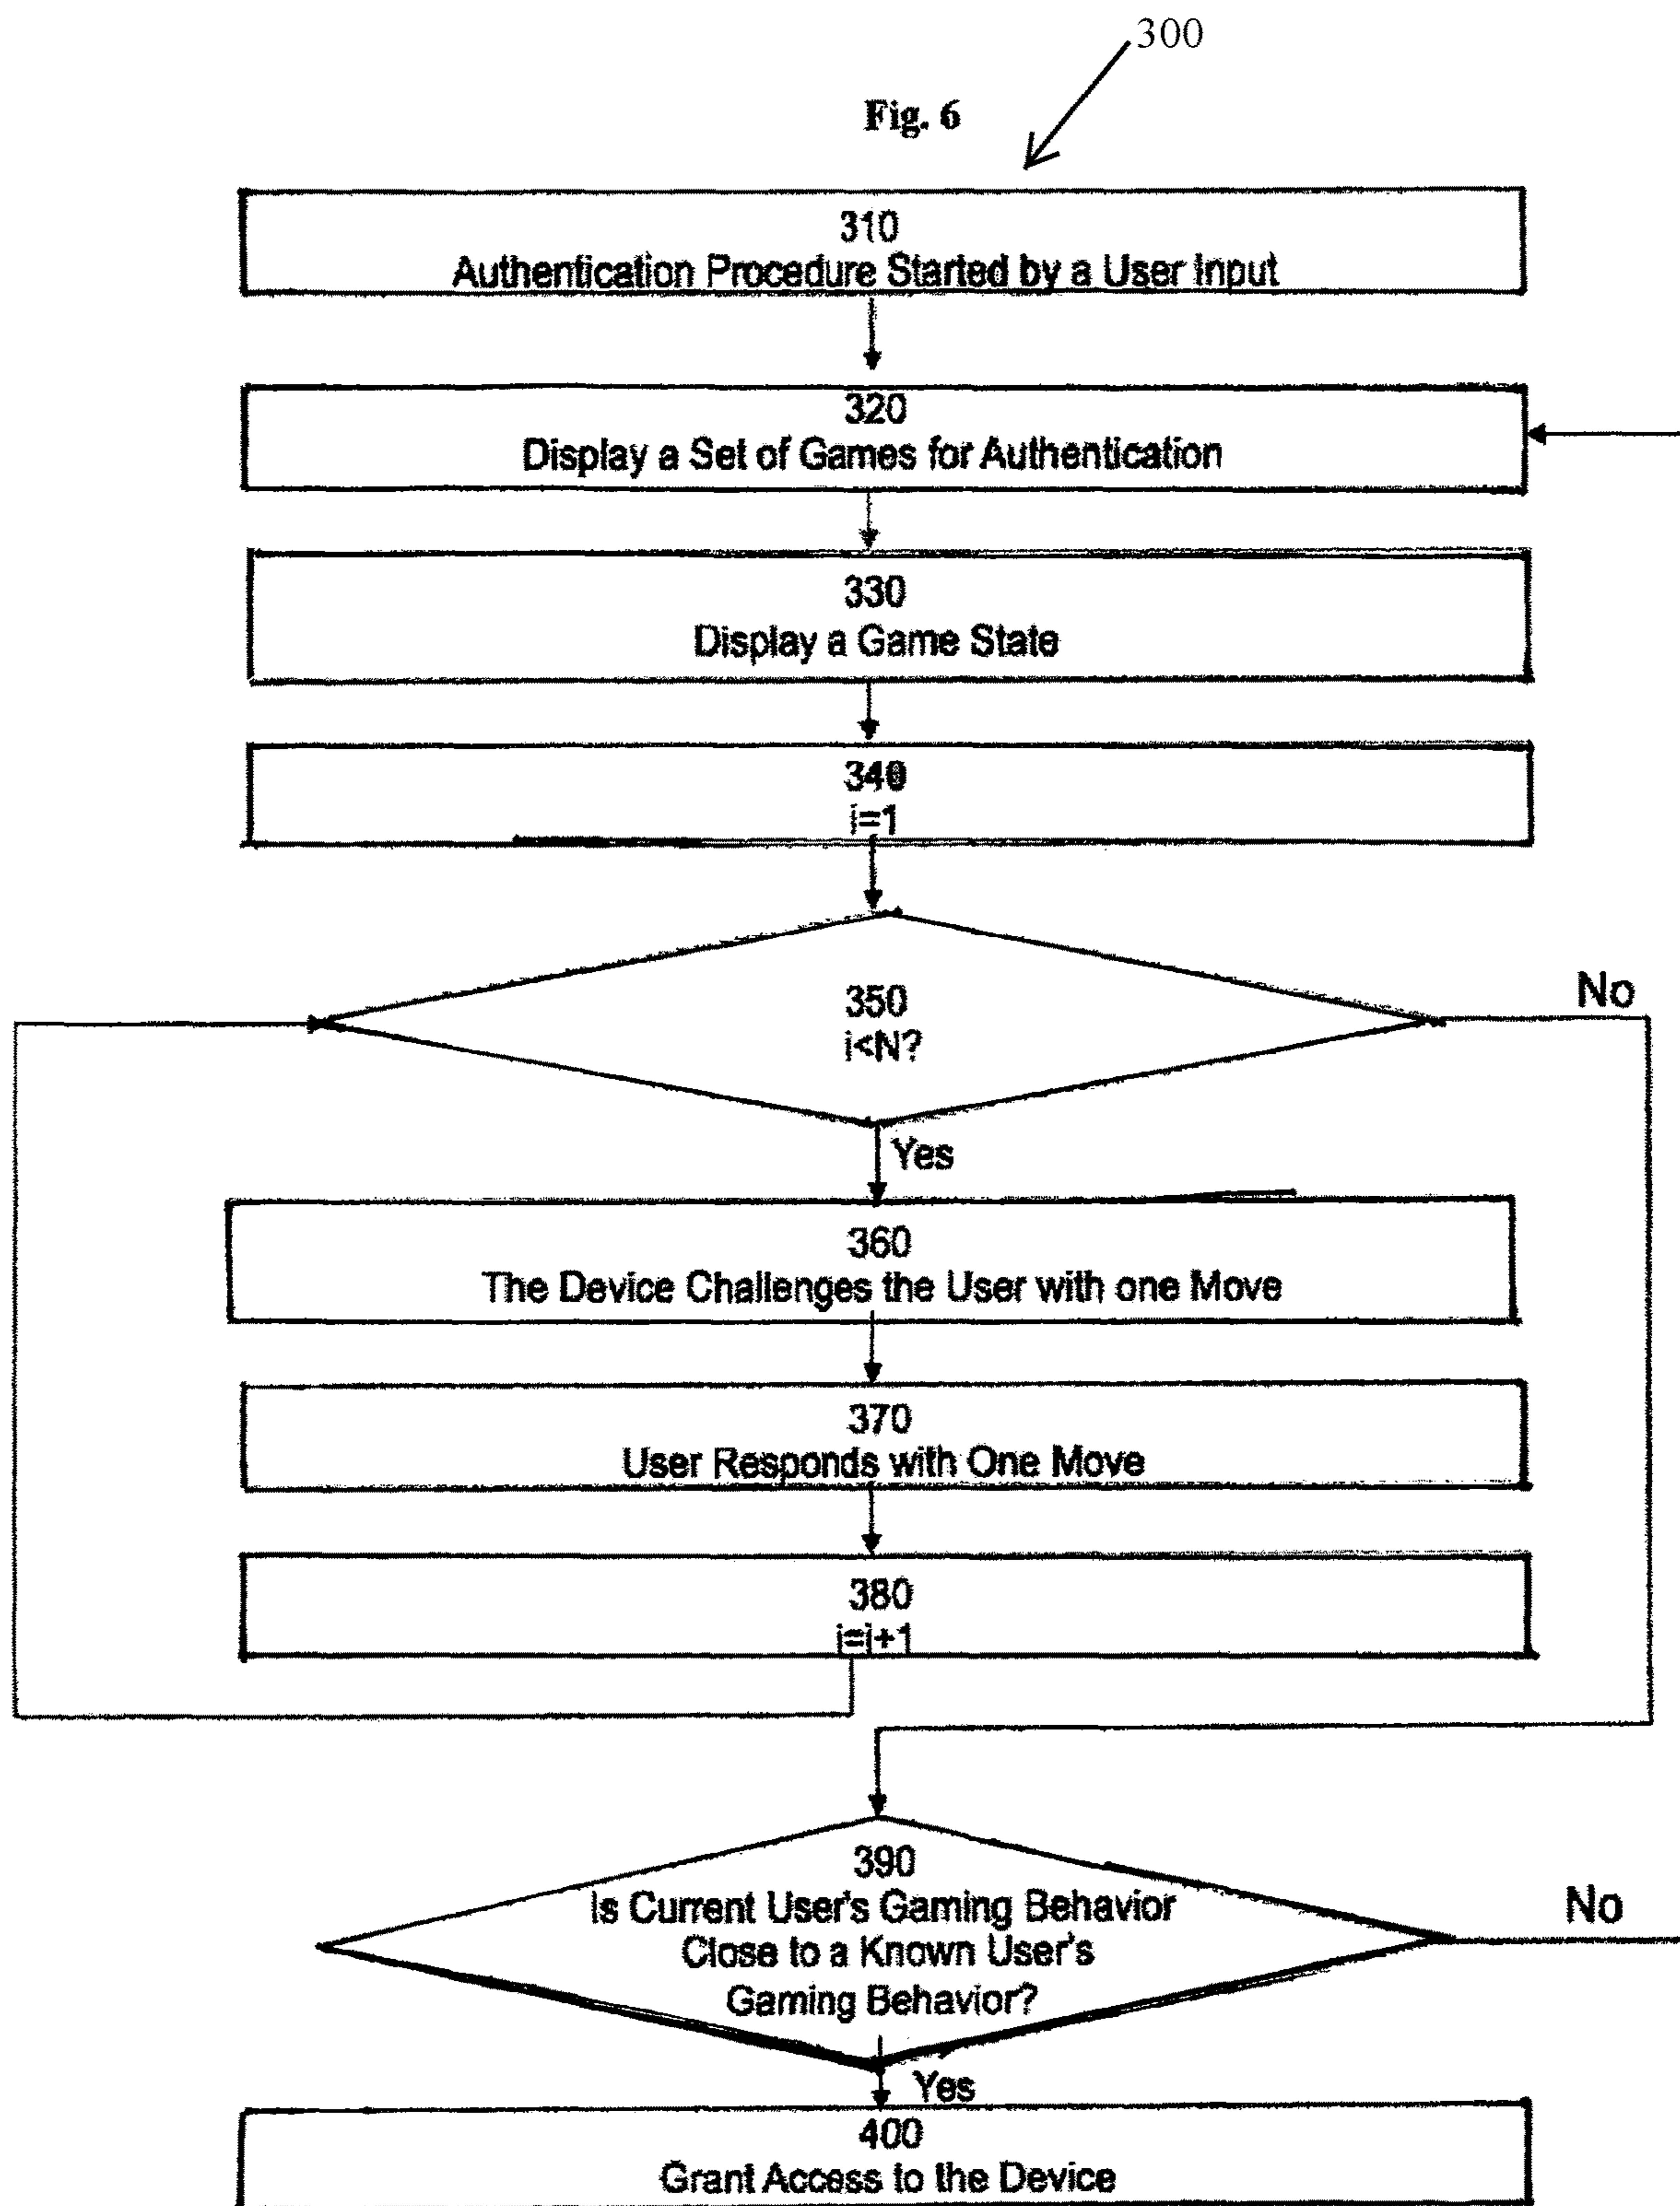 300
Fig. 6
310
Authentication Procedure Started by a User Input
320
Display a Set of Games for Authentication
330
Display a Game State
340
i=1
350
i<N?
No
Yes
360
The Device Challenges the User with one Move
370
User Responds with One Move
380
i=i+1
390
Is Current User's Gaming Behavior
Close to a Known User's
Gaming Behavior?
No
Yes
400
Grant Access to the Device